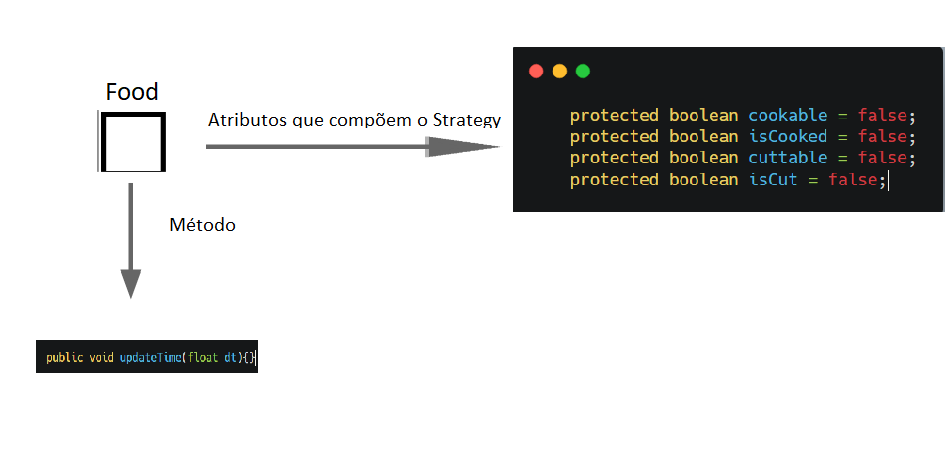 Food
Atributos que compõem o Strategy
protected boolean cookable = false;
protected boolean isCooked = false;
protected boolean cuttable = false;
protected boolean isCut = false;
Método
public void updateTime(float dt){}